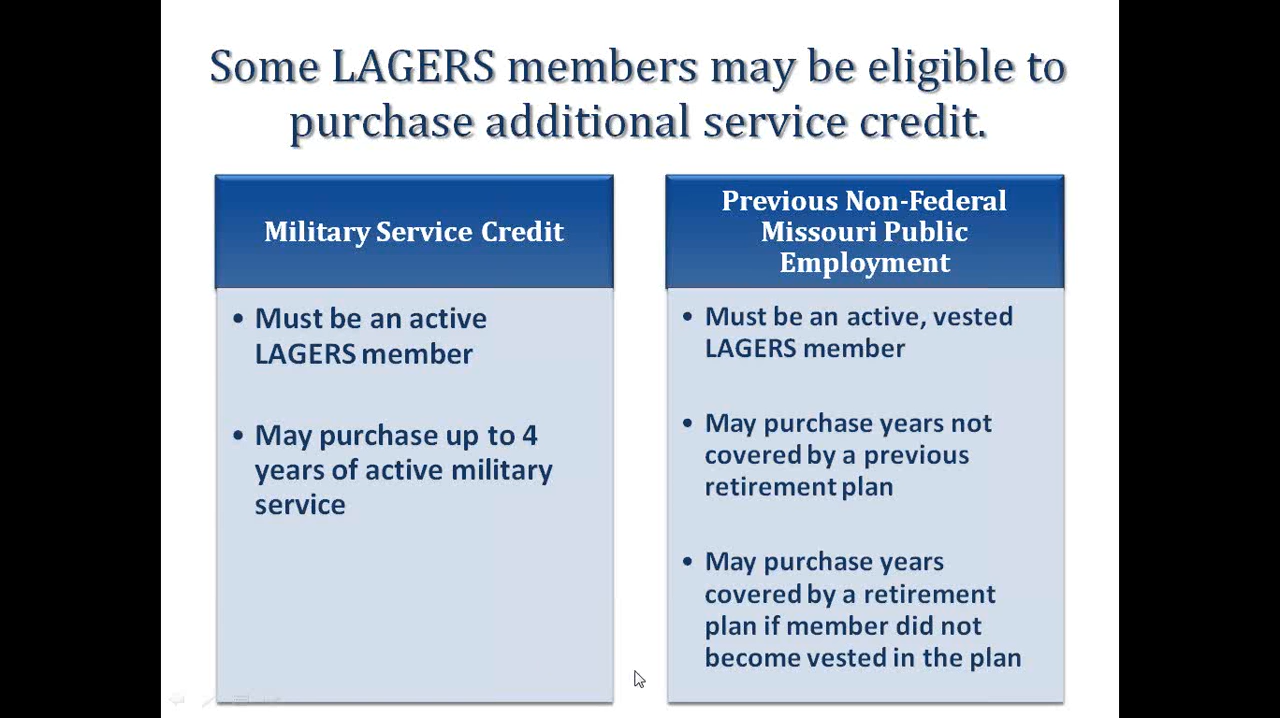 Some LAGERS members may be eligible to
purchase additional service credit.
Military Service Credit
• Must be an active
LAGERS member
• May purchase up to 4
years of active military
service
Previous Non-Federal
Missouri Public
Employment
• Must be an active, vested
LAGERS member
• May purchase years not
covered by a previous
retirement plan
• May purchase years
covered by a retirement
plan if member did not
become vested in the plan